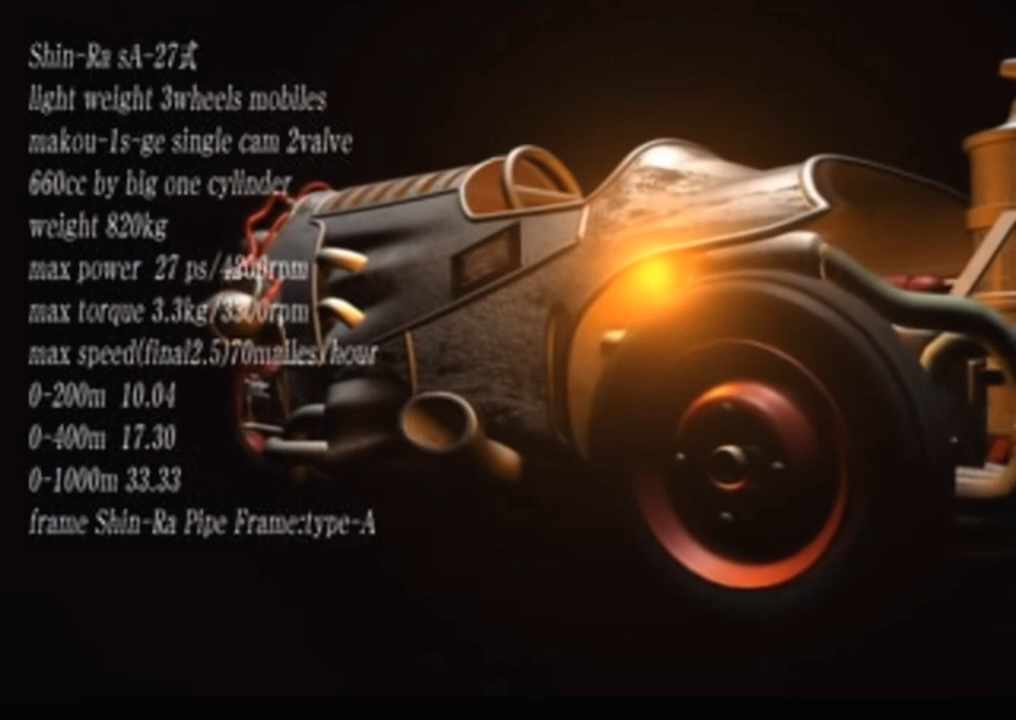 Shin-Ra sA-27式
light weight 3wheels mobiles
makou-1s-ge single cam 2valve
660cc by big one cylinder
weight 820kg
max power 27 ps/4200rpm
max torque 3.3kg/3300rpm
max speed(final2.5)70mailes/hour
0-200m 10.04
0-400m 17.30
0-1000m 33.33
frame Shin-Ra Pipe Frame:type-A